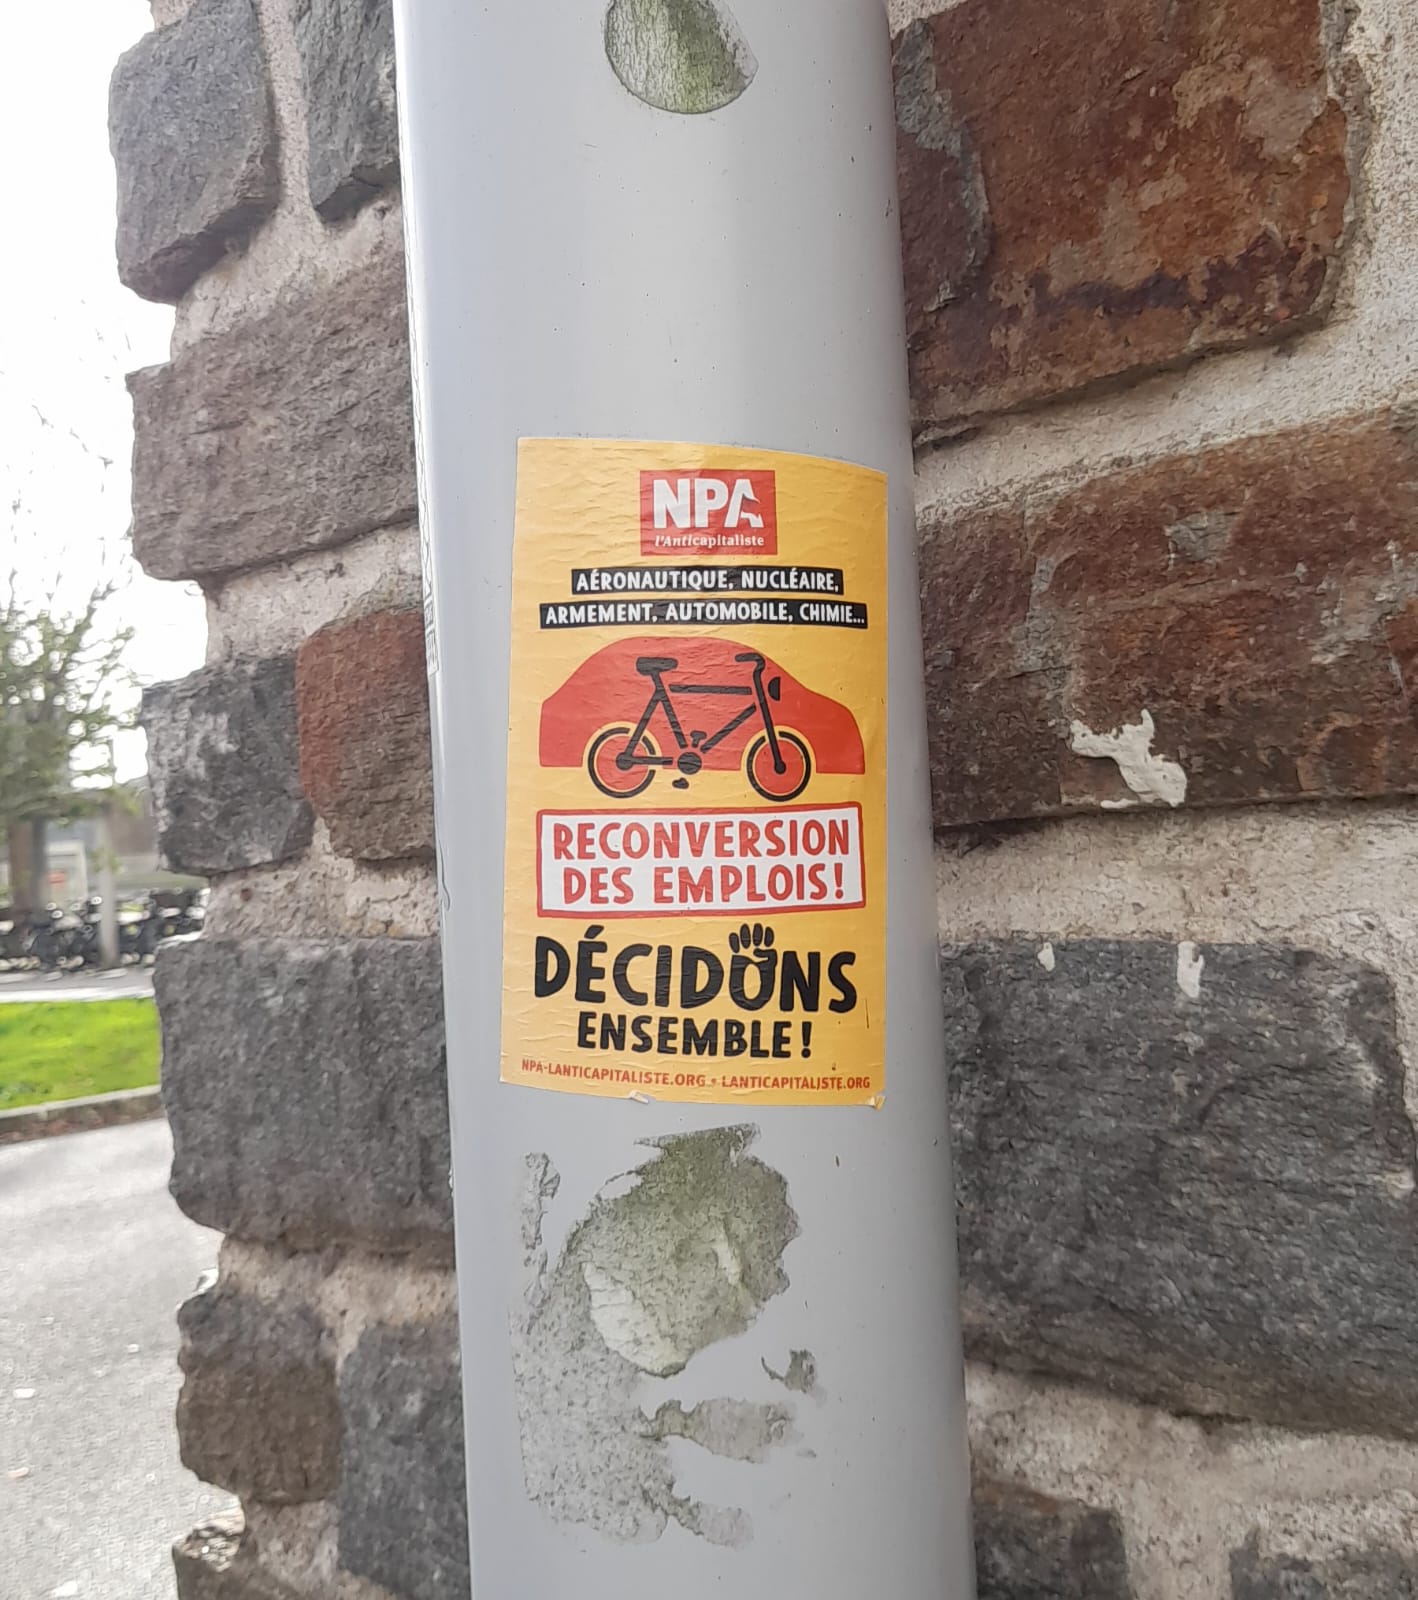 NPA
l'Anticapitaliste
AÉRONAUTIQUE, NUCLÉAIRE,
ARMEMENT, AUTOMOBILE, CHIMIE...
RECONVERSION
DES EMPLOIS!
DÉCIDONS
ENSEMBLE!
NPA-LANTICAPITALISTE.ORG • LANTICAPITALISTE.ORG